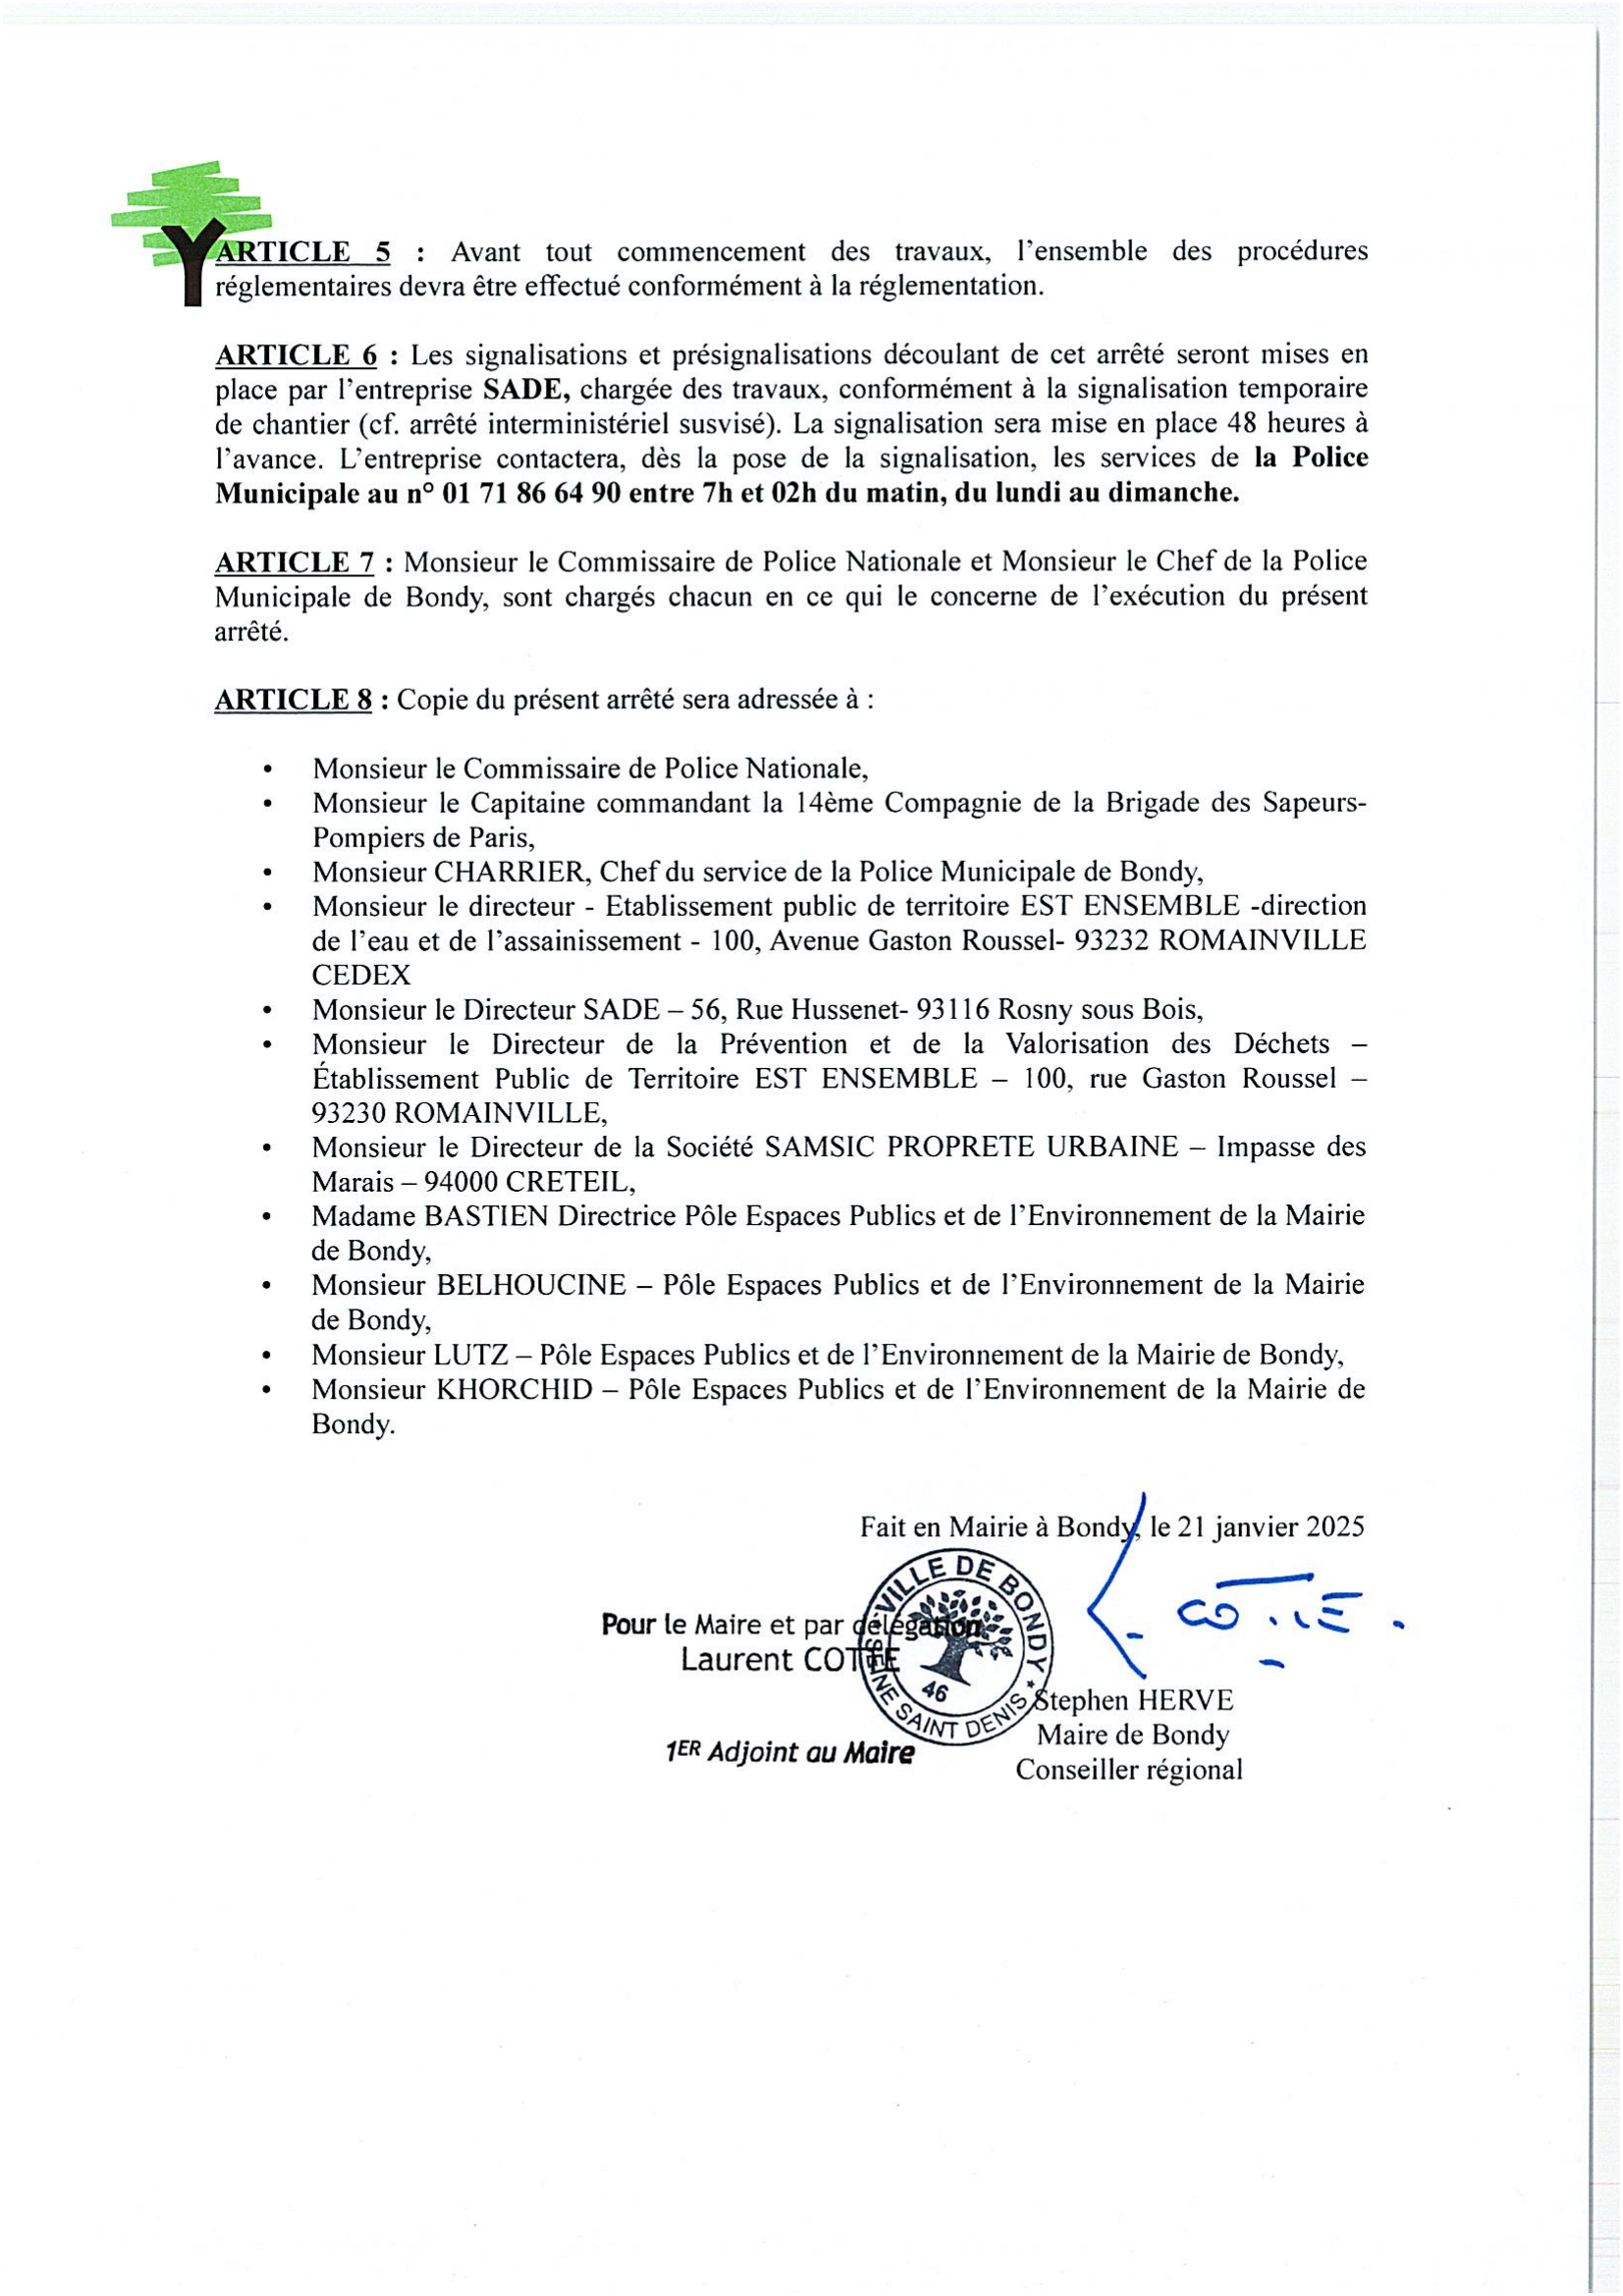 ARTICLE 5 : Avant tout commencement des travaux, l'ensemble des procédures
réglementaires devra être effectué conformément à la réglementation.
ARTICLE 6 : Les signalisations et présignalisations découlant de cet arrêté seront mises en
place par l'entreprise SADE, chargée des travaux, conformément à la signalisation temporaire
de chantier (cf. arrêté interministériel susvisé). La signalisation sera mise en place 48 heures à
l'avance. L'entreprise contactera, dès la pose de la signalisation, les services de la Police
Municipale au n° 01 71 86 64 90 entre 7h et 02h du matin, du lundi au dimanche.
ARTICLE 7 : Monsieur le Commissaire de Police Nationale et Monsieur le Chef de la Police
Municipale de Bondy, sont chargés chacun en ce qui le concerne de l'exécution du présent
arrêté.
ARTICLE 8 : Copie du présent arrêté sera adressée à :
• Monsieur le Commissaire de Police Nationale,
• Monsieur le Capitaine commandant la 14ème Compagnie de la Brigade des Sapeurs-
Pompiers de Paris,
• Monsieur CHARRIER, Chef du service de la Police Municipale de Bondy,
• Monsieur le directeur - Etablissement public de territoire EST ENSEMBLE -direction
de l'eau et de l'assainissement - 100, Avenue Gaston Roussel- 93232 ROMAINVILLE
CEDEX
• Monsieur le Directeur SADE – 56, Rue Hussenet- 93116 Rosny sous Bois,
• Monsieur le Directeur de la Prévention et de la Valorisation des Déchets –
Établissement Public de Territoire EST ENSEMBLE – 100, rue Gaston Roussel –
93230 ROMAINVILLE,
• Monsieur le Directeur de la Société SAMSIC PROPRETE URBAINE – Impasse des
Marais – 94000 CRETEIL,
• Madame BASTIEN Directrice Pôle Espaces Publics et de l'Environnement de la Mairie
de Bondy,
• Monsieur BELHOUCINE – Pôle Espaces Publics et de l'Environnement de la Mairie
de Bondy,
• Monsieur LUTZ – Pôle Espaces Publics et de l'Environnement de la Mairie de Bondy,
• Monsieur KHORCHID – Pôle Espaces Publics et de l'Environnement de la Mairie de
Bondy.
Fait en Mairie à Bondy, le 21 janvier 2025
VILLE DE BONDY
46
SEINE SAINT DENIS
Pour le Maire et par délégation
Laurent COTTE
1ER Adjoint au Maire
Stephen HERVE
Maire de Bondy
Conseiller régional